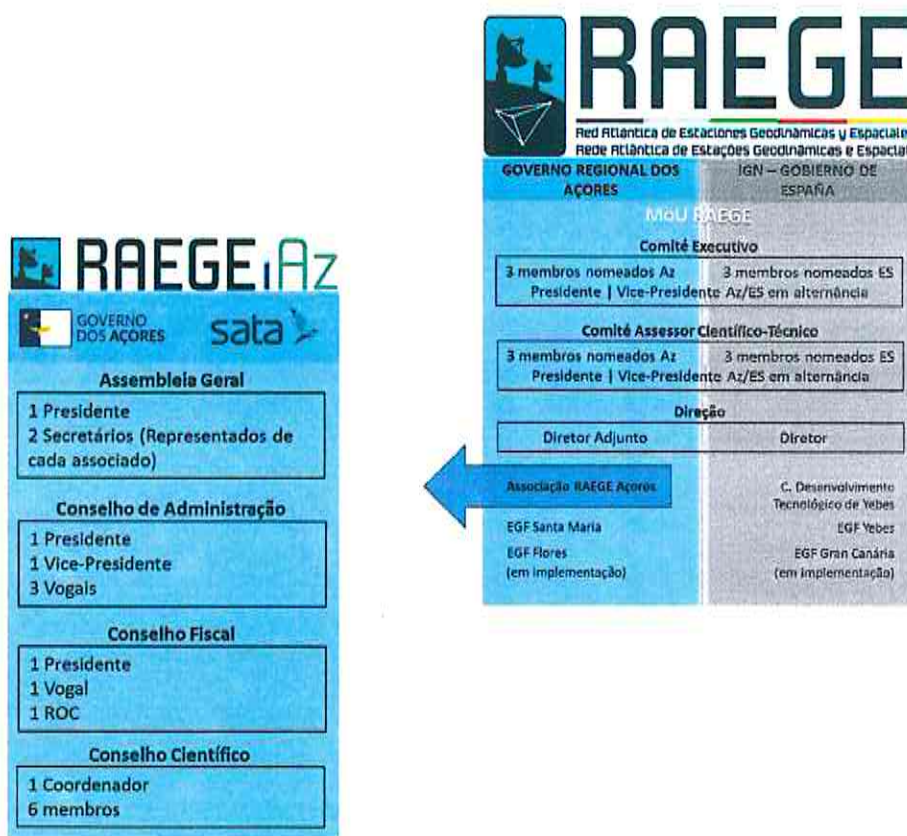 RAEGE
Red Atlántica de Estaciones Geodinámicas y Espaciale
Rede Atlântica de Estações Geodinâmicas e Espaciai
GOVERNO REGIONAL DOS AÇORES
IGN – GOBIERNO DE ESPAÑA
MoU RAEGE
Comité Executivo
3 membros nomeados Az 3 membros nomeados ES
Presidente | Vice-Presidente Az/ES em alternância
Comité Assessor Científico-Técnico
3 membros nomeados Az 3 membros nomeados ES
Presidente | Vice-Presidente Az/ES em alternância
Direção
Diretor Adjunto Diretor
Associação RAEGE Açores
EGF Santa Maria
EGF Flores
(em implementação)
C. Desenvolvimento
Tecnológico de Yebes
EGF Yebes
EGF Gran Canária
(em implementação)
RAEGE Az
GOVERNO
DOS AÇORES
sata
Assembleia Geral
1 Presidente
2 Secretários (Representados de
cada associado)
Conselho de Administração
1 Presidente
1 Vice-Presidente
3 Vogais
Conselho Fiscal
1 Presidente
1 Vogal
1 ROC
Conselho Científico
1 Coordenador
6 membros